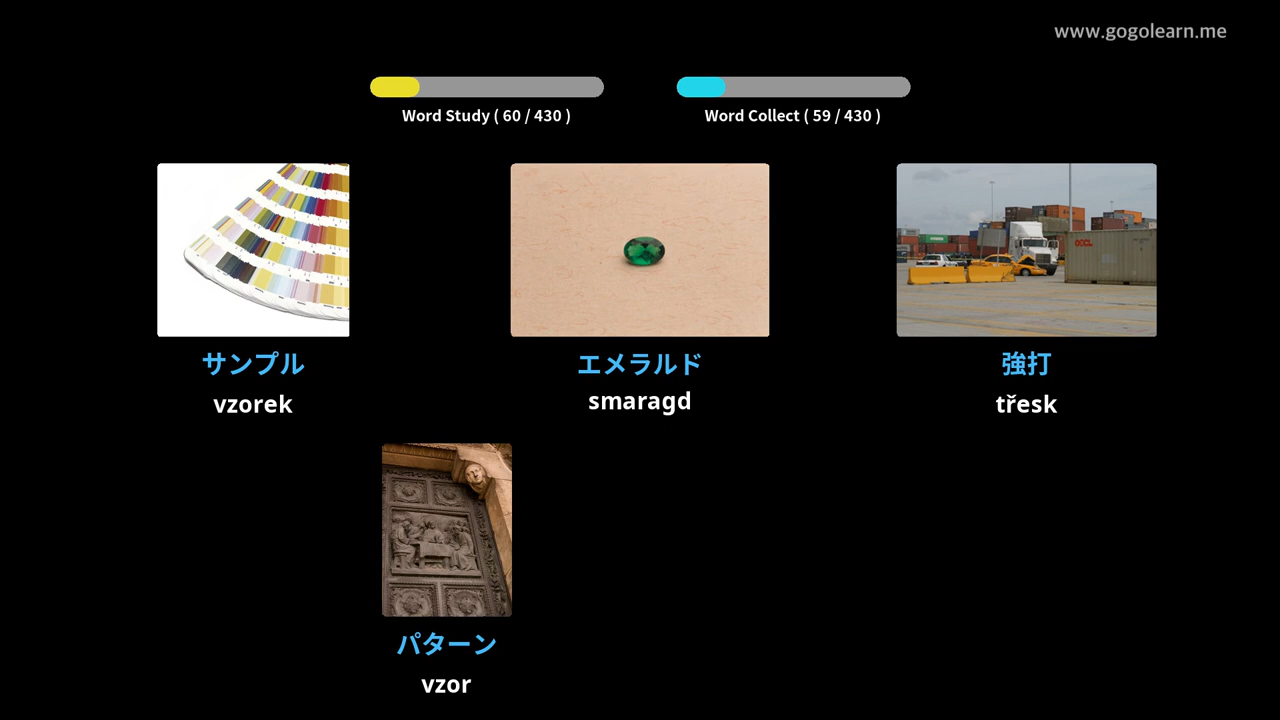 www.gogolearn.me
Word Study ( 60 / 430 )
Word Collect ( 59 / 430 )
サンプル
エメラルド
強打
vzorek
smaragd
třesk
パターン
vzor